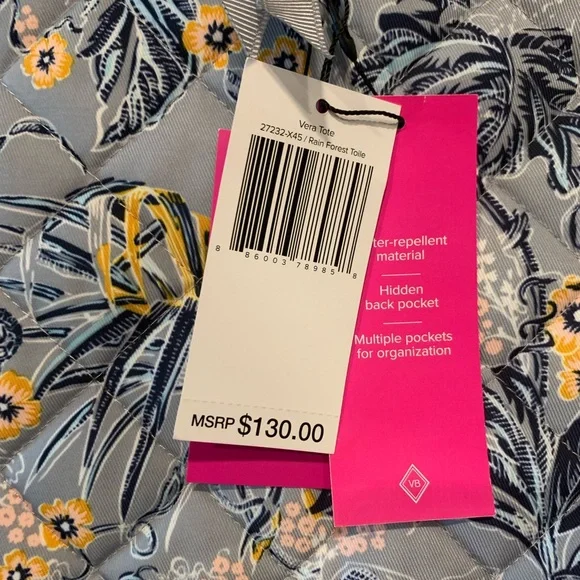 Vera Tote
27232-X45 / Rain Forest Toile
8 86003 78985 8
MSRP $130.00
ter-repellent
material
Hidden
back pocket
Multiple pockets
for organization
VB